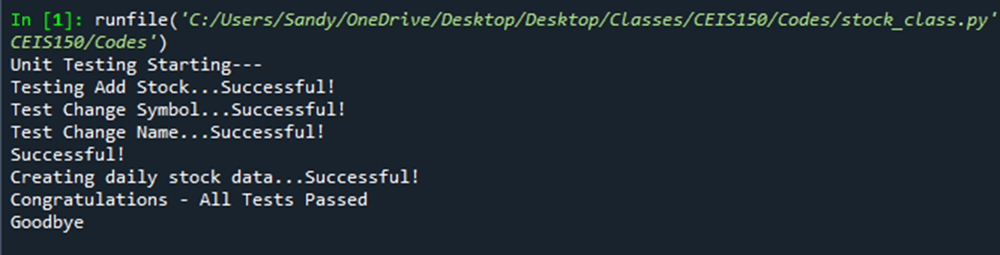 In [1]: runfile('C:/Users/Sandy/OneDrive/Desktop/Desktop/Classes/CEIS150/Codes/stock_class.py'
CEIS150/Codes')
Unit Testing Starting---
Testing Add Stock...Successful!
Test Change Symbol...Successful!
Test Change Name...Successful!
Successful!
Creating daily stock data...Successful!
Congratulations - All Tests Passed
Goodbye